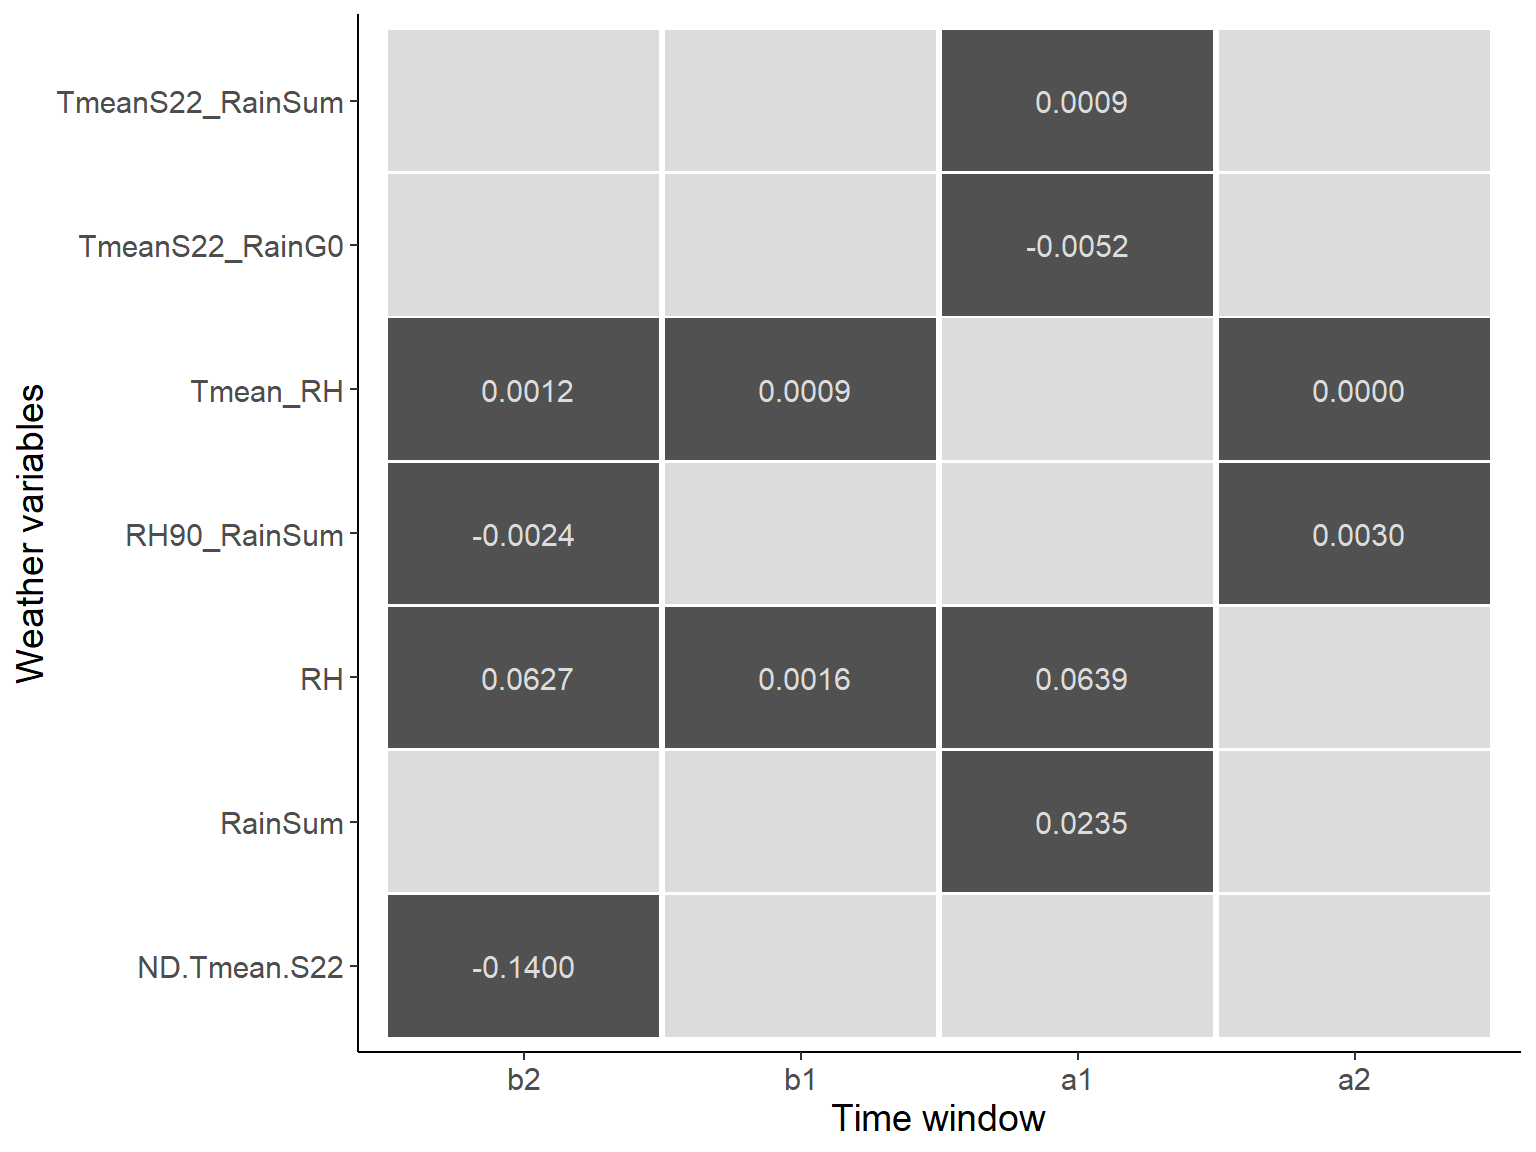 TmeanS22_RainSum 0.0009
TmeanS22_RainG0 -0.0052
Tmean_RH 0.0012 0.0009 0.0000
RH90_RainSum -0.0024 0.0030
RH 0.0627 0.0016 0.0639
RainSum 0.0235
ND.Tmean.S22 -0.1400
Weather variables
b2 b1 a1 a2
Time window